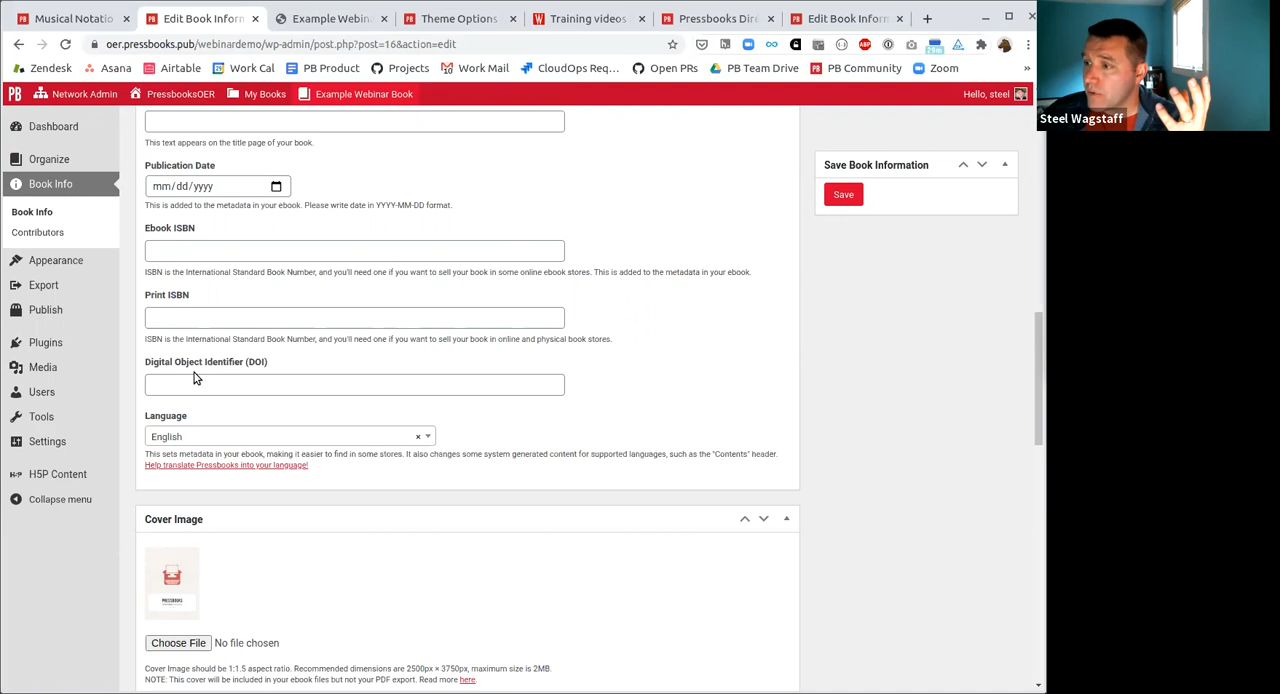 Musical Notatio
Edit Book Inforn
Example Webina
Theme Options
Training videos
Pressbooks Dire
Edit Book Inforn
oer.pressbooks.pub/webinardemo/wp-admin/post.php?post=16&action=edit
Zendesk
Asana
Airtable
Work Cal
PB Product
Projects
Work Mail
CloudOps Req...
Open PRs
PB Team Drive
PB Community
Zoom
Network Admin
PressbooksOER
My Books
Example Webinar Book
Hello, steel
Steel Wagstaff
Dashboard
Organize
Book Info
Book Info
Contributors
Appearance
Export
Publish
Plugins
Media
Users
Tools
Settings
H5P Content
Collapse menu
This text appears on the title page of your book.
Publication Date
mm/dd/yyyy
This is added to the metadata in your ebook. Please write date in YYYY-MM-DD format.
Ebook ISBN
ISBN is the International Standard Book Number, and you'll need one if you want to sell your book in some online ebook stores. This is added to the metadata in your ebook.
Print ISBN
ISBN is the International Standard Book Number, and you'll need one if you want to sell your book in online and physical book stores.
Digital Object Identifier (DOI)
Language
English
This sets metadata in your ebook, making it easier to find in some stores. It also changes some system generated content for supported languages, such as the "Contents" header.
Help translate Pressbooks into your language!
Cover Image
PRESSBOOKS
Choose File No file chosen
Cover Image should be 1:1.5 aspect ratio. Recommended dimensions are 2500px × 3750px, maximum size is 2MB.
NOTE: This cover will be included in your ebook files but not your PDF export. Read more here.
Save Book Information
Save